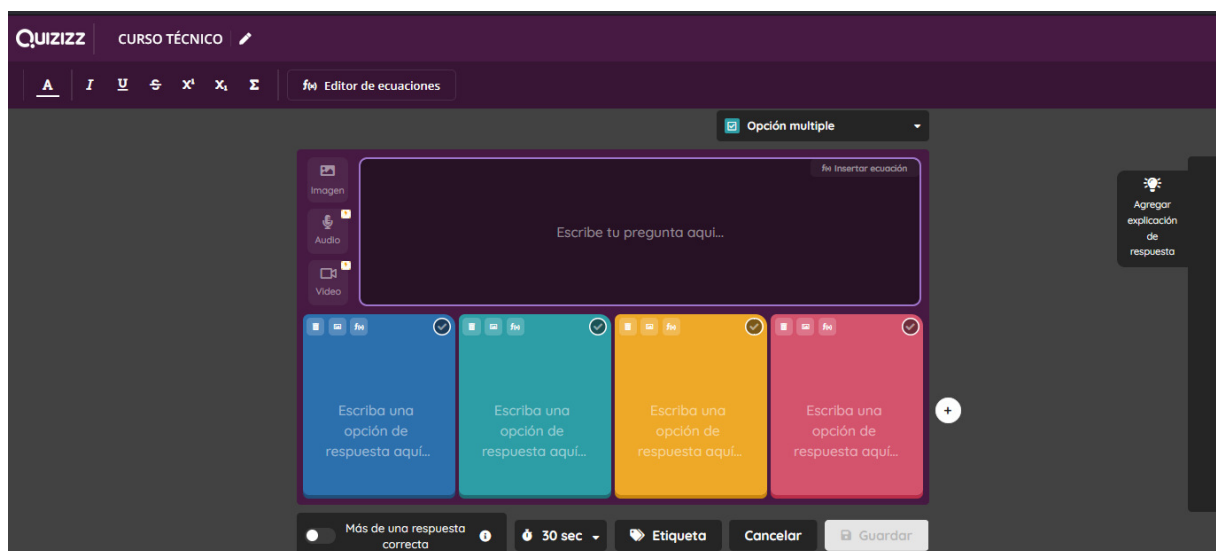 QUIZIZZ CURSO TÉCNICO
A I U S X¹ X₁ Σ f(x) Editor de ecuaciones
Opción multiple
Imagen
Audio
Video
f(x) Insertar ecuación
Escribe tu pregunta aquí...
Agregar
explicación
de
respuesta
f(x)
Escriba una
opción de
respuesta aquí...
f(x)
Escriba una
opción de
respuesta aquí...
f(x)
Escriba una
opción de
respuesta aquí...
f(x)
Escriba una
opción de
respuesta aquí...
+
Más de una respuesta
correcta
30 sec
Etiqueta
Cancelar
Guardar